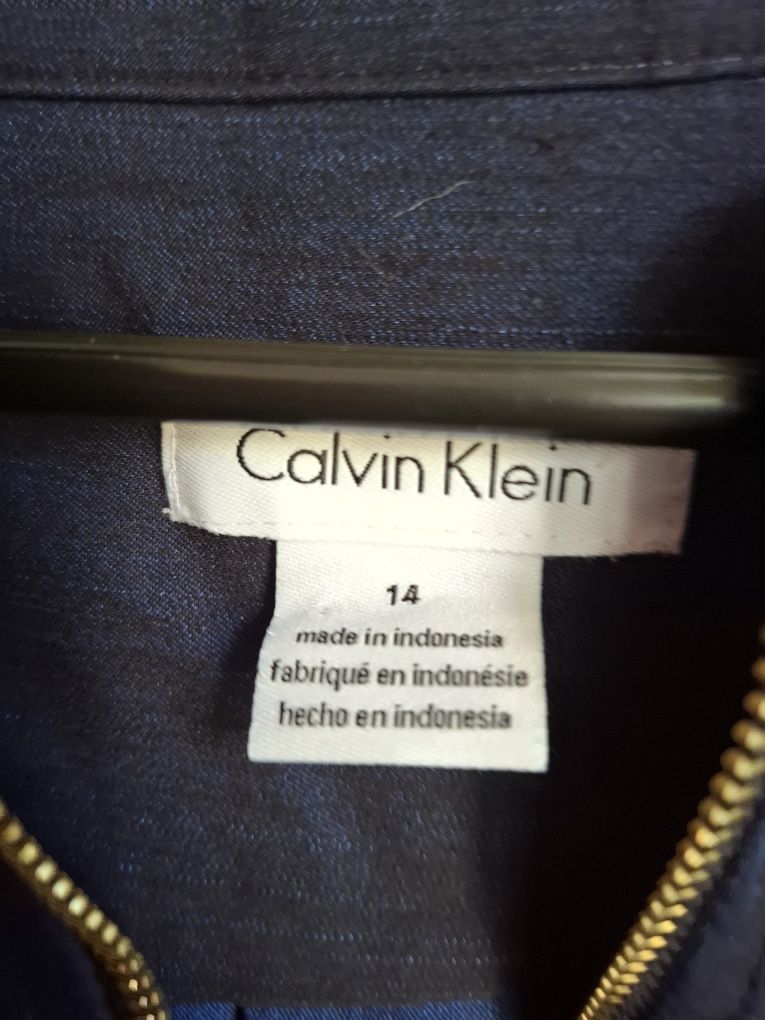 Calvin Klein
14
made in indonesia
fabriqué en indonésie
hecho en indonesia